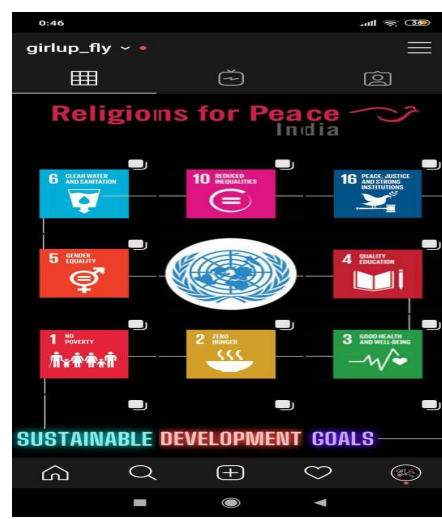 0:46
36
girlup_fly
Religions for Peace
India
6 CLEAN WATER
AND SANITATION
10 REDUCED
INEQUALITIES
16 PEACE, JUSTICE
AND STRONG
INSTITUTIONS
5 GENDER
EQUALITY
4 QUALITY
EDUCATION
1 NO
POVERTY
2 ZERO
HUNGER
3 GOOD HEALTH
AND WELL-BEING
SUSTAINABLE DEVELOPMENT GOALS